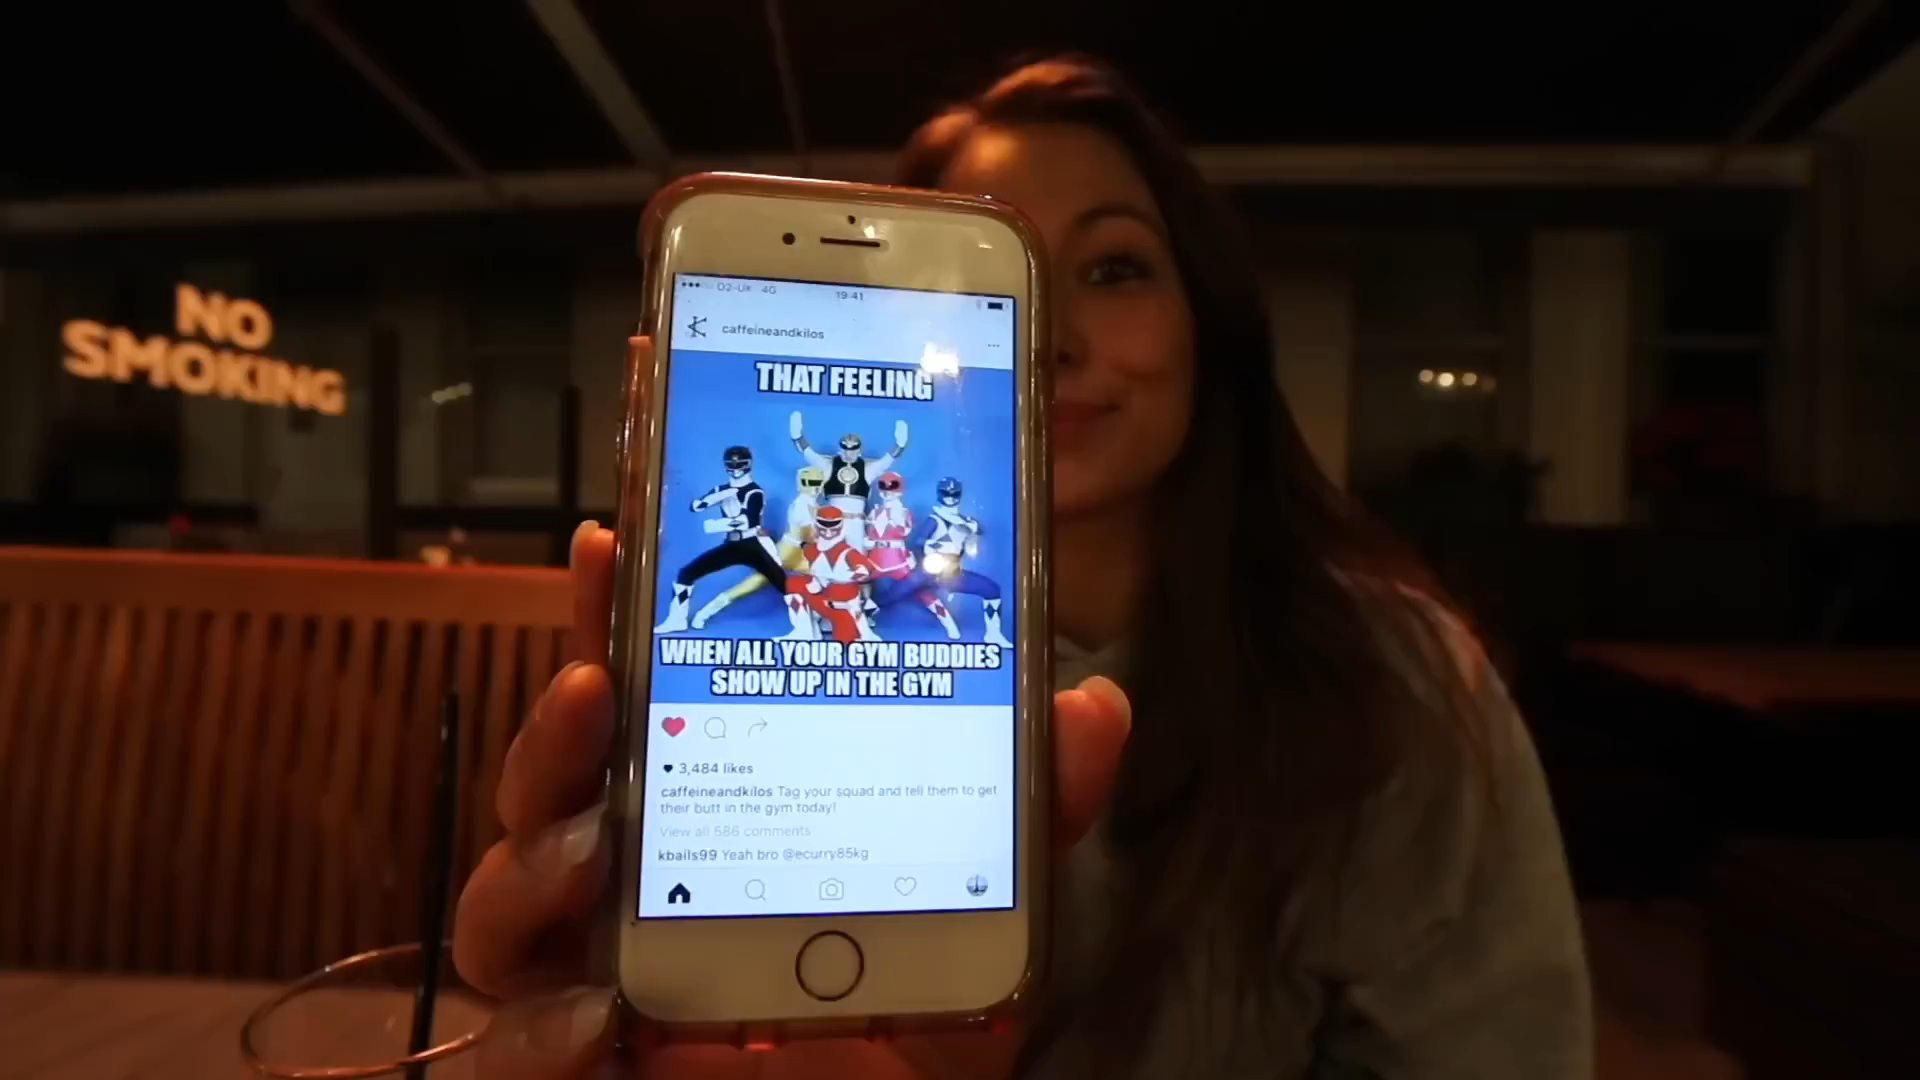 NO
SMOKING
O2-UK 4G 19:41
caffeineandkilos
THAT FEELING
WHEN ALL YOUR GYM BUDDIES
SHOW UP IN THE GYM
3,484 likes
caffeineandkilos Tag your squad and tell them to get
their butt in the gym today!
View all 586 comments
kbails99 Yeah bro @ecurry85kg